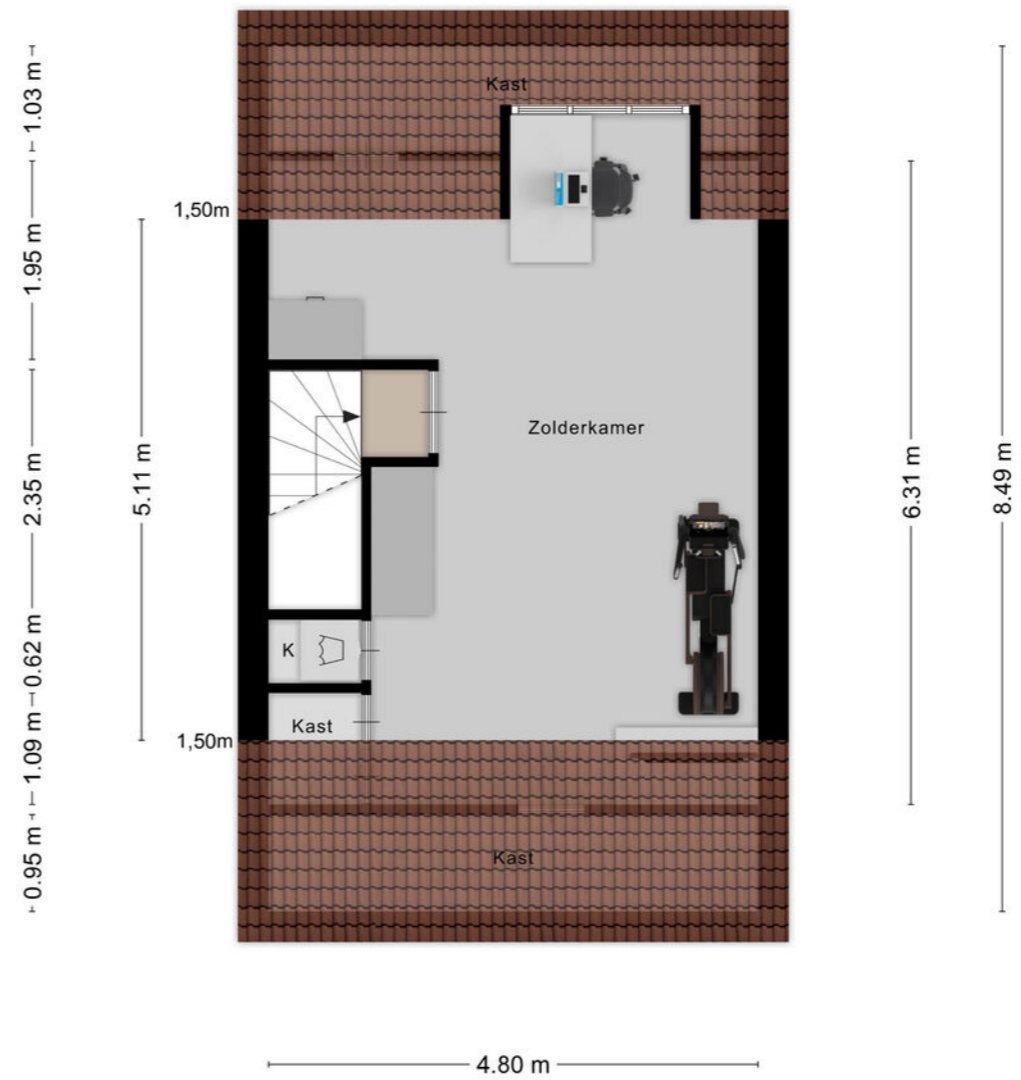 Kast
1.03 m
1,50m
1.95 m
Zolderkamer
2.35 m
5.11 m
6.31 m
8.49 m
K
0.62 m
Kast
1.09 m
1,50m
Kast
0.95 m
4.80 m